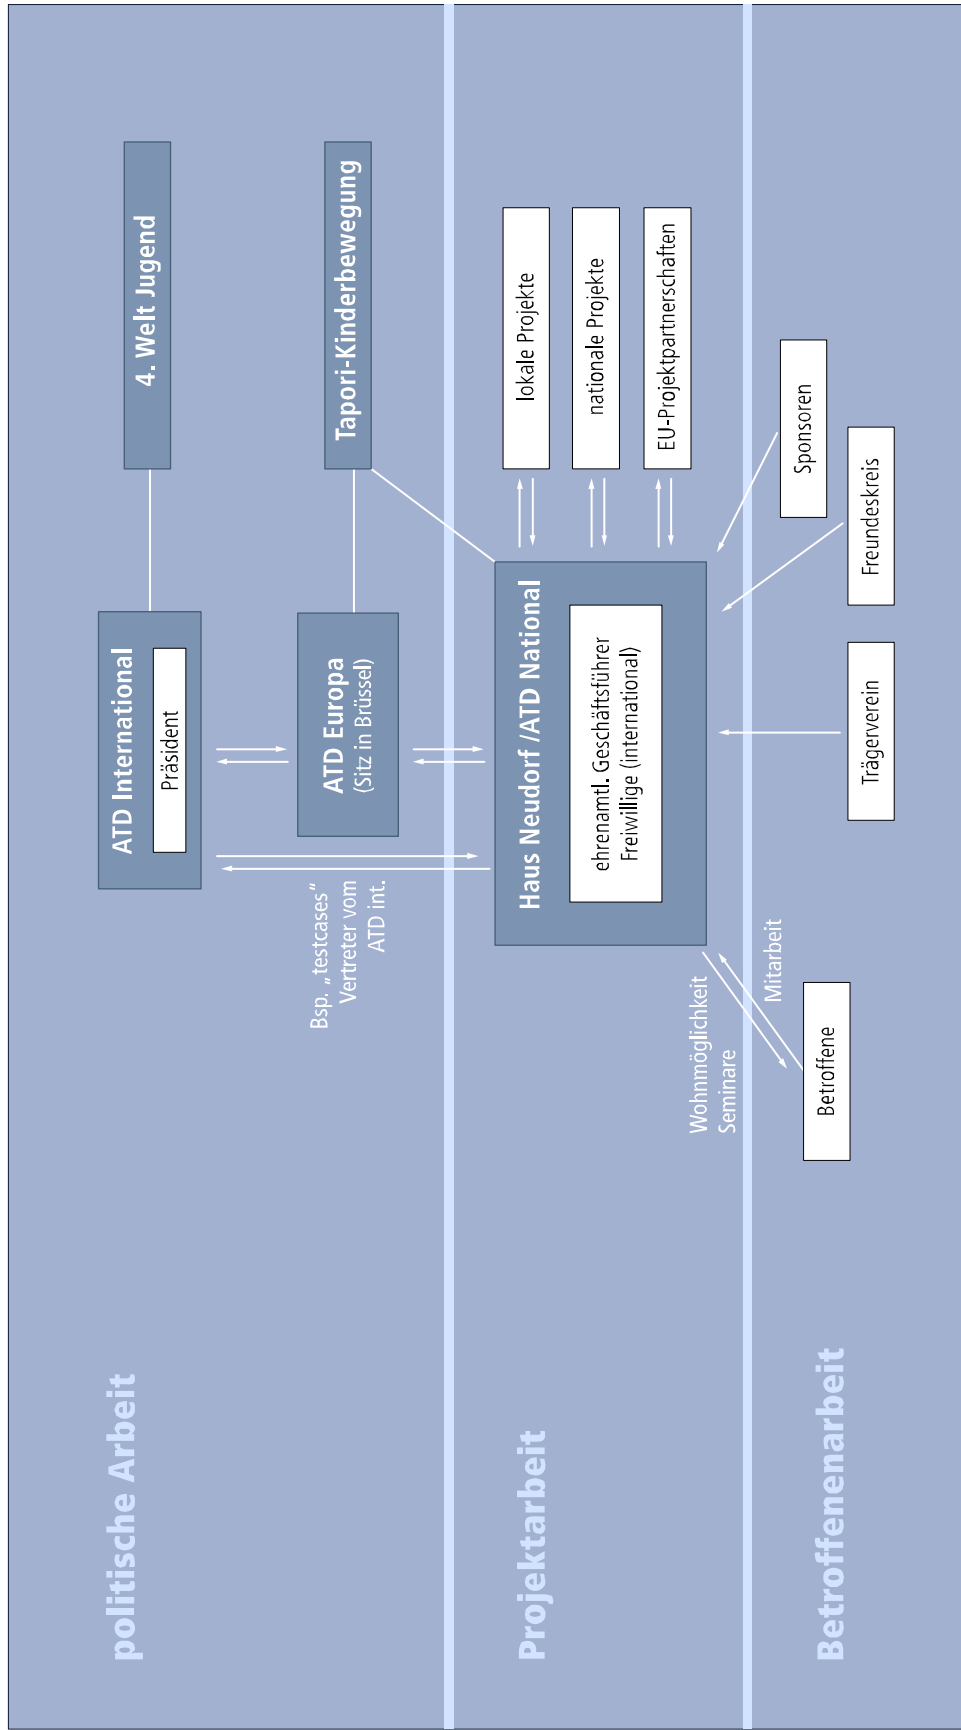 politische Arbeit
ATD International
Präsident
4. Welt Jugend
Bsp. „testcases“
Vertreter vom
ATD int.
ATD Europa
(Sitz in Brüssel)
Tapori-Kinderbewegung
Projektarbeit
Haus Neudorf /ATD National
ehrenamtl. Geschäftsführer
Freiwillige (international)
lokale Projekte
nationale Projekte
EU-Projektpartnerschaften
Wohnmöglichkeit
Seminare
Mitarbeit
Betroffenenarbeit
Betroffene
Trägerverein
Freundeskreis
Sponsoren